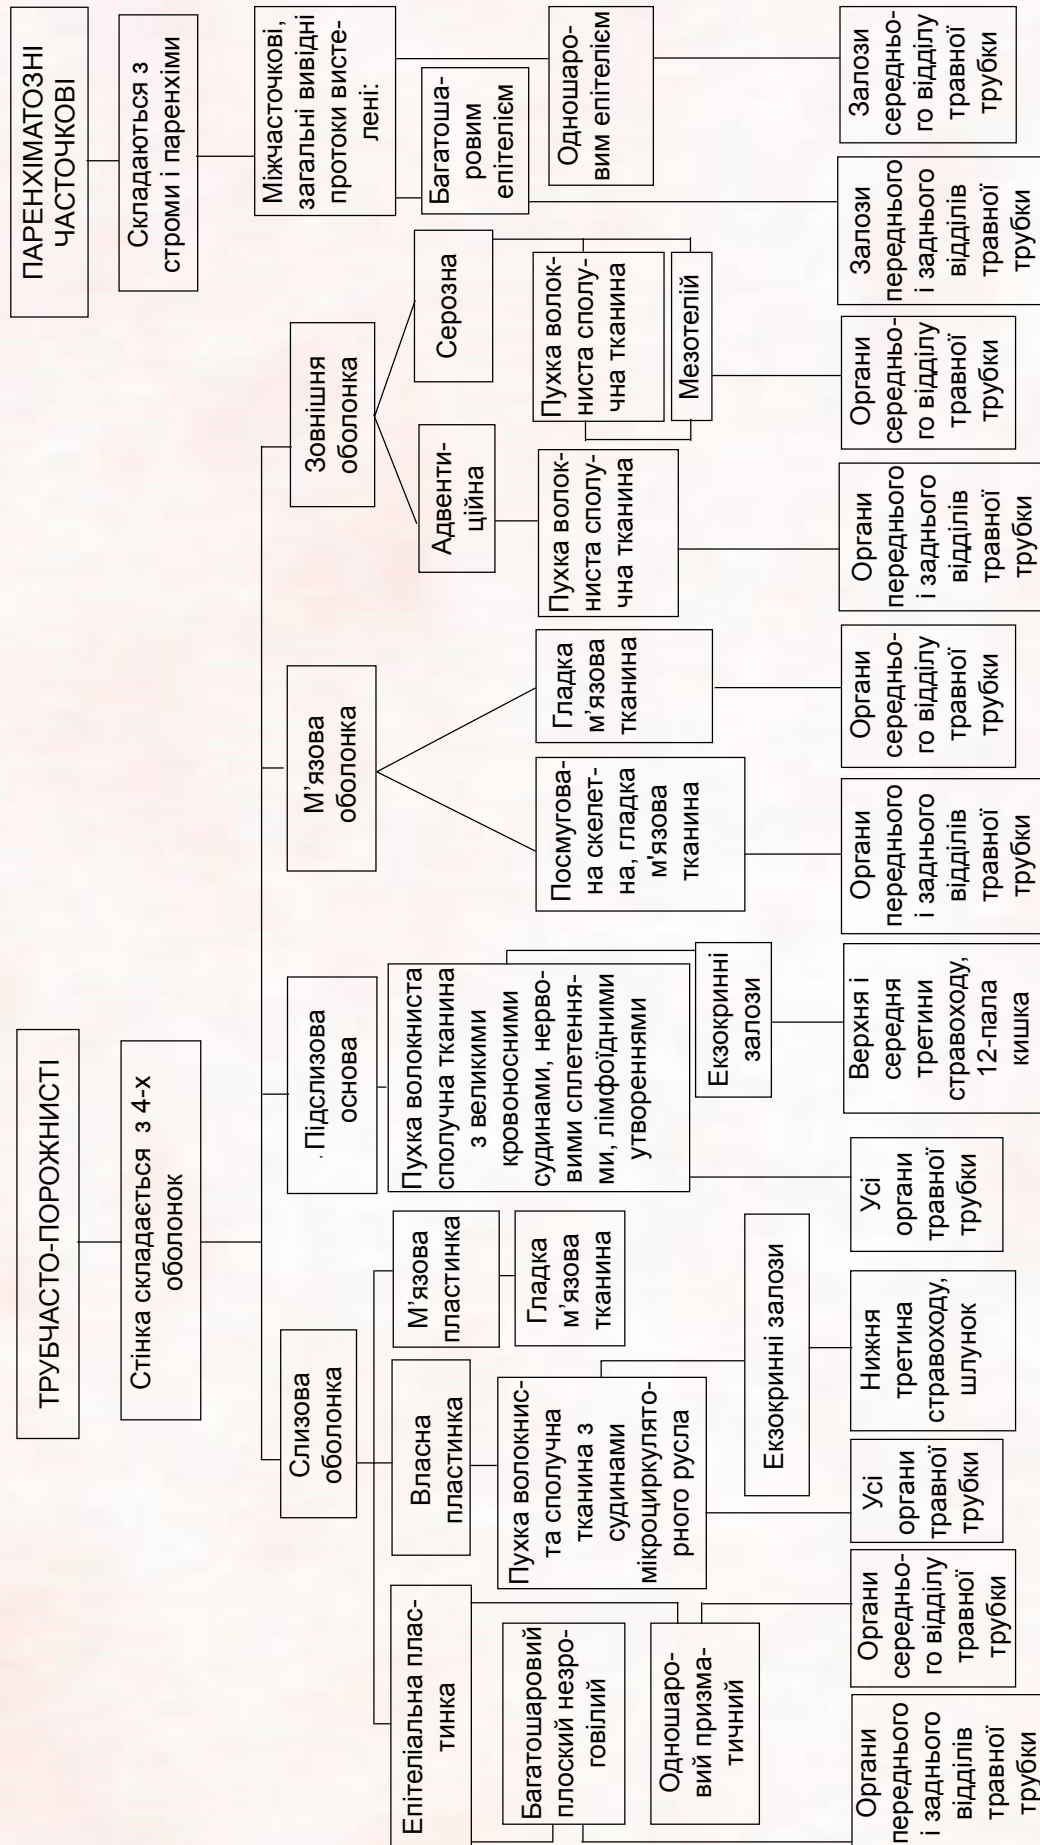 ТРУБЧАСТО-ПОРОЖНИСТІ
Стінка складається з 4-х
оболонок
Слизова
оболонка
Епітеліальна плас-
тинка
Багатошаровий
плоский незро-
говілий
Одношаро-
вий призма-
тичний
Органи
переднього
і заднього
відділів
травної
трубки
Органи
середньо-
го відділу
травної
трубки
Власна
пластинка
Пухка волокнис-
та сполучна
тканина з
судинами
мікроциркулято-
рного русла
Екзокринні залози
Усі
органи
травної
трубки
Нижня
третина
стравоходу,
шлунок
М'язова
пластинка
Гладка
м'язова
тканина
Підслизова
основа
Пухка волокниста
сполучна тканина
з великими
кровоносними
судинами, нерво-
вими сплетення-
ми, лімфоїдними
утвореннями
Екзокринні
залози
Усі
органи
травної
трубки
Верхня і
середня
третини
стравоходу,
12-пала
кишка
М'язова
оболонка
Посмугова-
на скелет-
на, гладка
м'язова
тканина
Гладка
м'язова
тканина
Органи
переднього
і заднього
відділів
травної
трубки
Органи
середньо-
го відділу
травної
трубки
Зовнішня
оболонка
Адвенти-
ційна
Пухка волок-
ниста сполу-
чна тканина
Органи
переднього
і заднього
відділів
травної
трубки
Серозна
Пухка волок-
ниста сполу-
чна тканина
Мезотелій
Органи
середньо-
го відділу
травної
трубки
ПАРЕНХІМАТОЗНІ
ЧАСТОЧКОВІ
Складаються з
строми і паренхіми
Міжчасточкові,
загальні вивідні
протоки висте-
лені:
Багатоша-
ровим
епітелієм
Одношаро-
вим епітелієм
Залози
переднього
і заднього
відділів
травної
трубки
Залози
середньо-
го відділу
травної
трубки